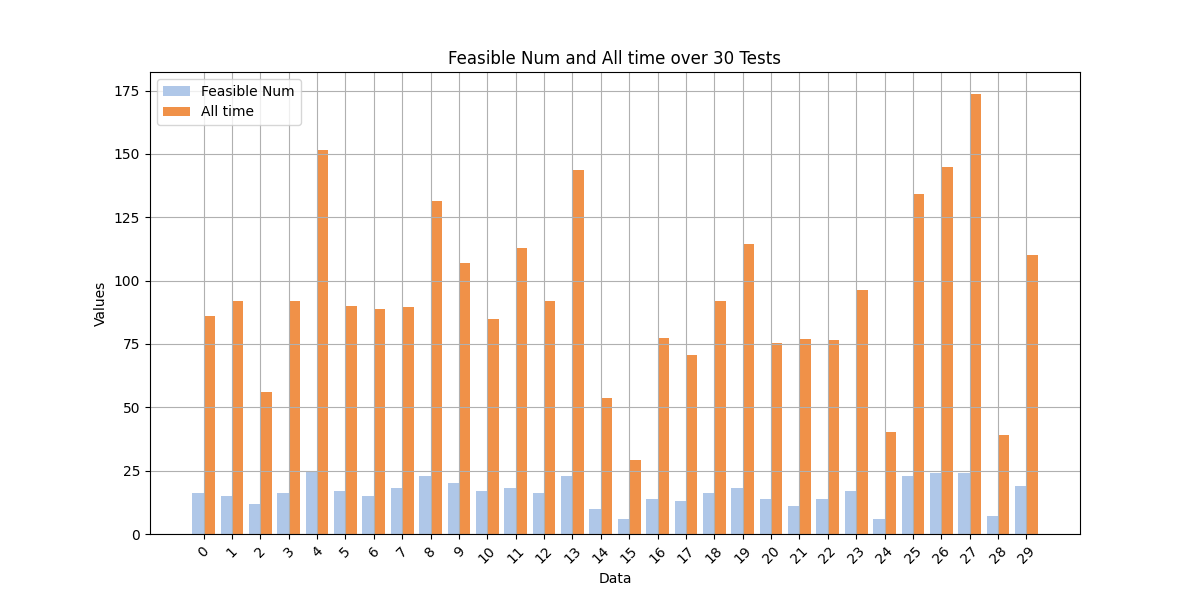 Feasible Num and All time over 30 Tests
Feasible Num
All time
175
150
125
100
75
50
25
0
Values
0 1 2 3 4 5 6 7 8 9 10 11 12 13 14 15 16 17 18 19 20 21 22 23 24 25 26 27 28 29
Data